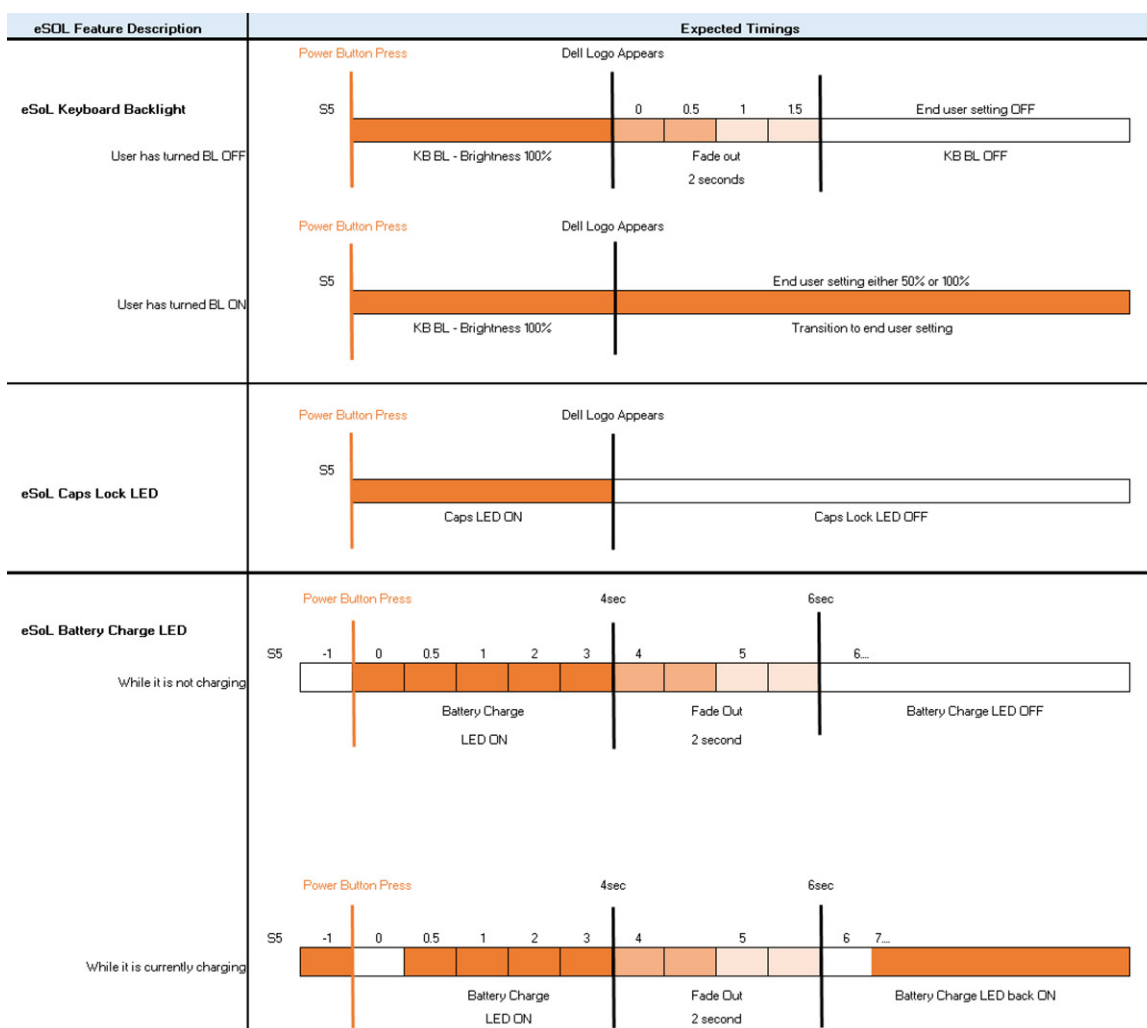 eSOL Feature Description
Expected Timings
Power Button Press
Dell Logo Appears
eSoL Keyboard Backlight
S5
0 0.5 1 1.5
End user setting OFF
User has turned BL OFF
KB BL - Brightness 100%
Fade out
KB BL OFF
2 seconds
Power Button Press
Dell Logo Appears
S5
End user setting either 50% or 100%
User has turned BL ON
KB BL - Brightness 100%
Transition to end user setting
Power Button Press
Dell Logo Appears
S5
eSoL Caps Lock LED
Caps LED ON
Caps Lock LED OFF
Power Button Press
4sec
6sec
eSoL Battery Charge LED
S5
-1 0 0.5 1 2 3 4 5 6....
While it is not charging
Battery Charge
Fade Out
Battery Charge LED OFF
LED ON
2 second
Power Button Press
4sec
6sec
S5
-1 0 0.5 1 2 3 4 5 6 7....
While it is currently charging
Battery Charge
Fade Out
Battery Charge LED back ON
LED ON
2 second